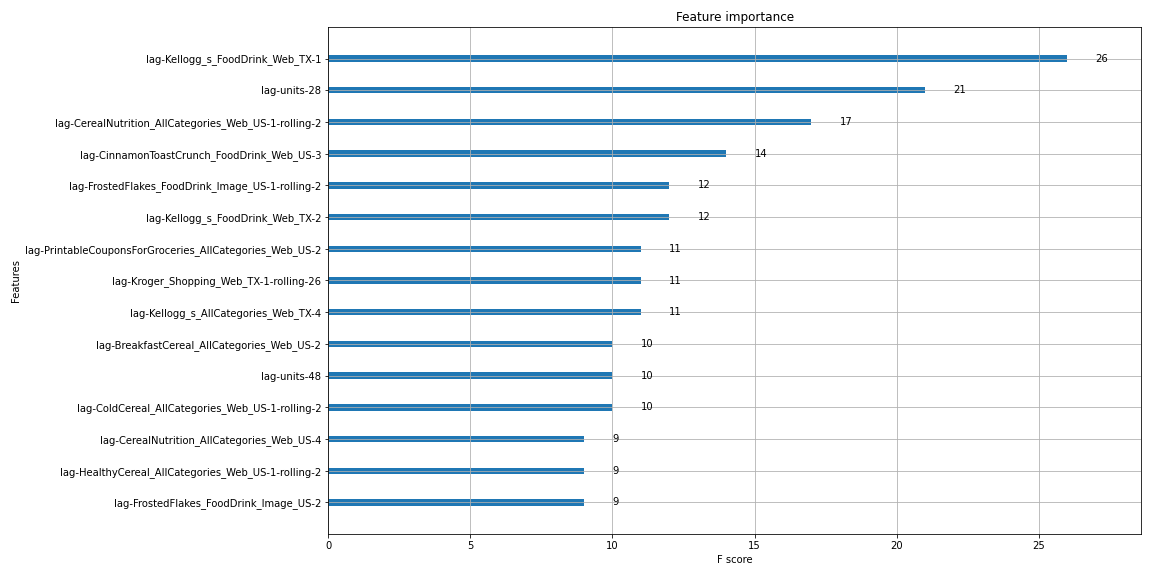 Feature importance
lag-Kellogg_s_FoodDrink_Web_TX-1 26
lag-units-28 21
lag-CerealNutrition_AllCategories_Web_US-1-rolling-2 17
lag-CinnamonToastCrunch_FoodDrink_Web_US-3 14
lag-FrostedFlakes_FoodDrink_Image_US-1-rolling-2 12
lag-Kellogg_s_FoodDrink_Web_TX-2 12
lag-PrintableCouponsForGroceries_AllCategories_Web_US-2 11
lag-Kroger_Shopping_Web_TX-1-rolling-26 11
lag-Kellogg_s_AllCategories_Web_TX-4 11
lag-BreakfastCereal_AllCategories_Web_US-2 10
lag-units-48 10
lag-ColdCereal_AllCategories_Web_US-1-rolling-2 10
lag-CerealNutrition_AllCategories_Web_US-4 9
lag-HealthyCereal_AllCategories_Web_US-1-rolling-2 9
lag-FrostedFlakes_FoodDrink_Image_US-2 9
Features
0 5 10 15 20 25
F score